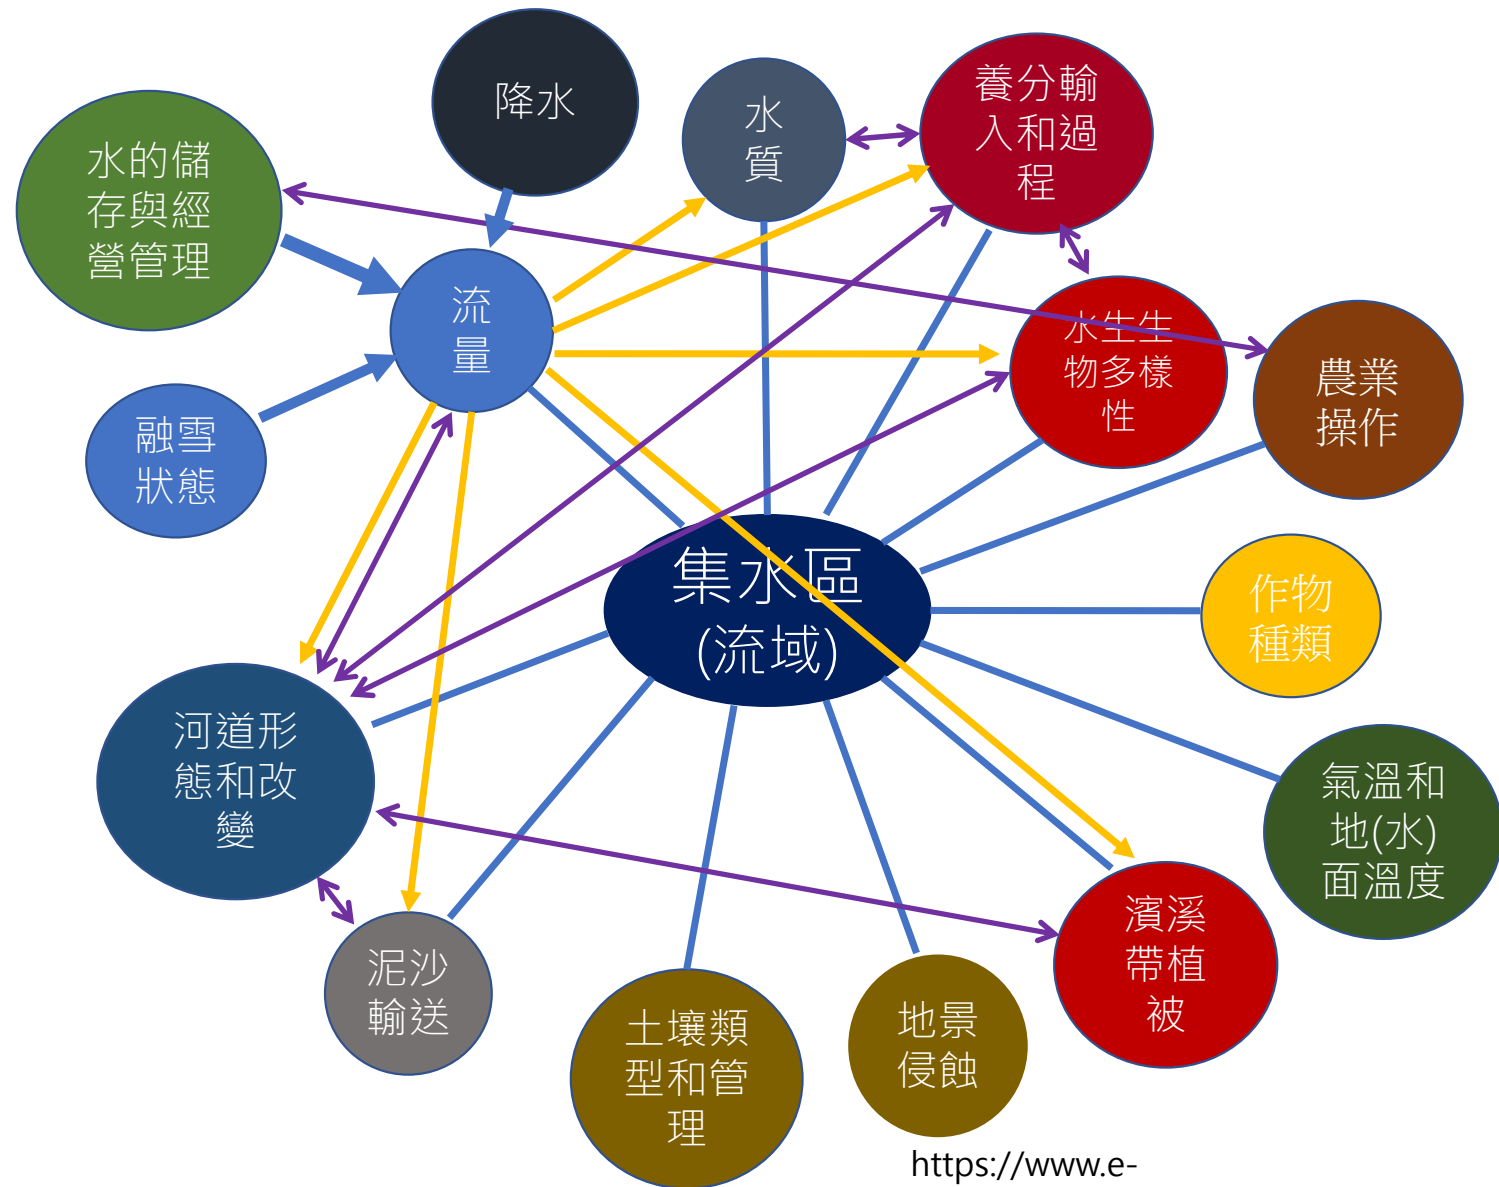 降水
水
質
養分輸
入和過
程
水的儲
存與經
營管理
流
量
水生生
物多樣
性
農業
操作
融雪
狀態
集水區
(流域)
作物
種類
河道形
態和改
變
氣溫和
地(水)
面溫度
濱溪
帶植
被
泥沙
輸送
土壤類
型和管
理
地景
侵蝕
https://www.e-